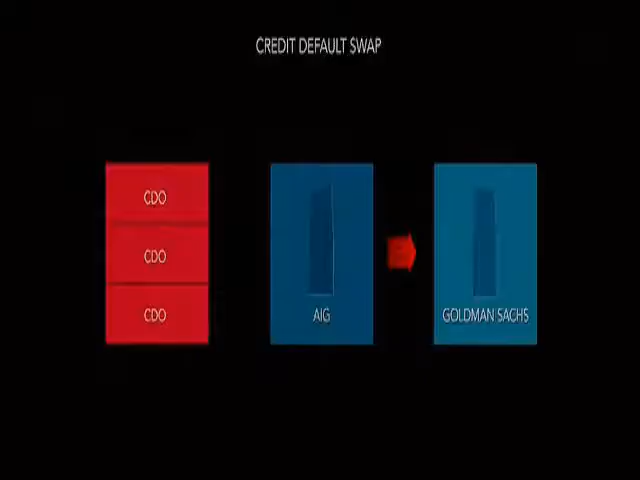 CREDIT DEFAULT SWAP
CDO
CDO
CDO
AIG
GOLDMAN SACHS